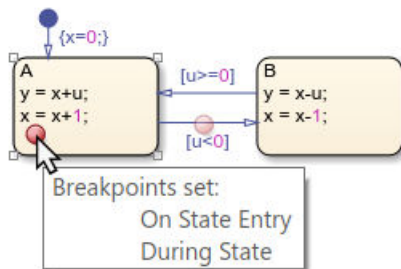 {x=0;}
A
y = x+u;
x = x+1;
[u>=0]
[u<0]
B
y = x-u;
x = x-1;
Breakpoints set:
On State Entry
During State